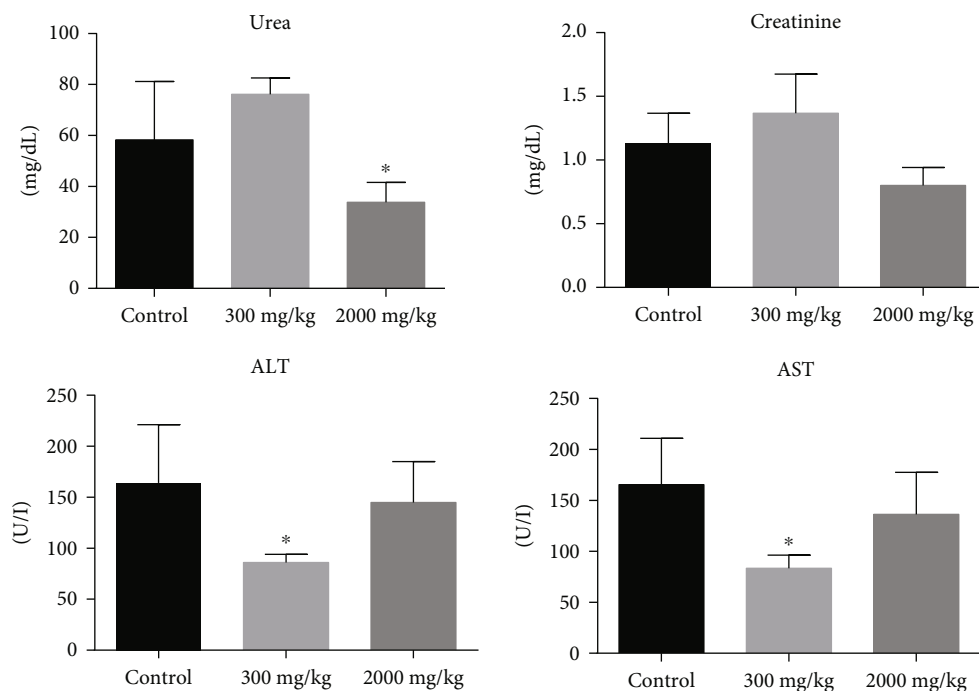 Urea
100
80
60
40
20
0
(mg/dL)
*
Control 300 mg/kg 2000 mg/kg
Creatinine
2.0
1.5
1.0
0.5
0.0
(mg/dL)
Control 300 mg/kg 2000 mg/kg
ALT
250
200
150
100
50
0
(U/I)
*
Control 300 mg/kg 2000 mg/kg
AST
250
200
150
100
50
0
(U/I)
*
Control 300 mg/kg 2000 mg/kg